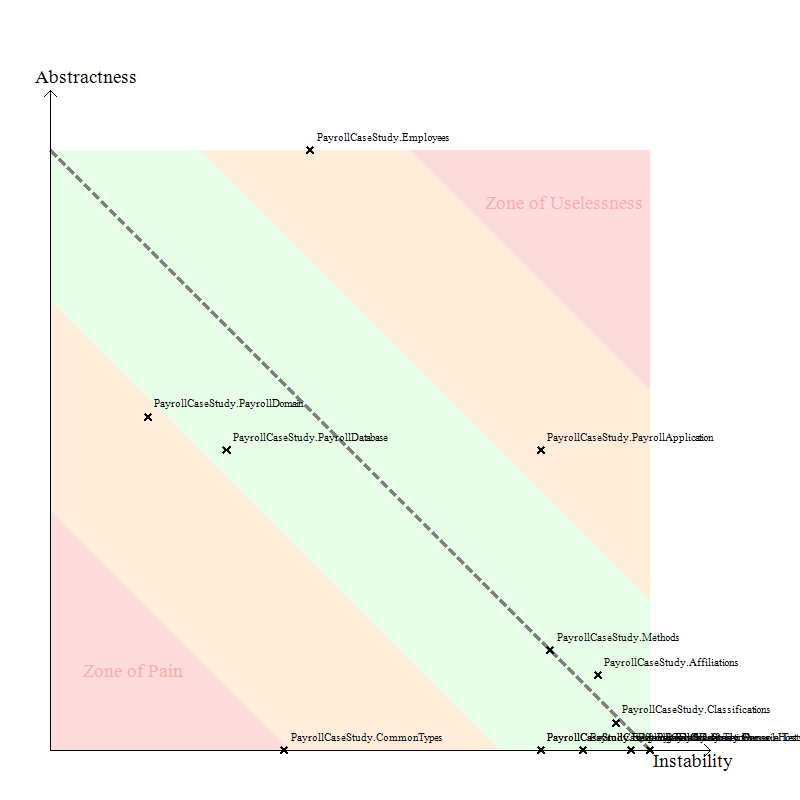 Abstractness
PayrollCaseStudy.Employees
Zone of Uselessness
PayrollCaseStudy.PayrollDomain
PayrollCaseStudy.PayrollDatabase
PayrollCaseStudy.PayrollApplication
PayrollCaseStudy.Methods
PayrollCaseStudy.Affiliations
Zone of Pain
PayrollCaseStudy.Classifications
PayrollCaseStudy.CommonTypes
Instability